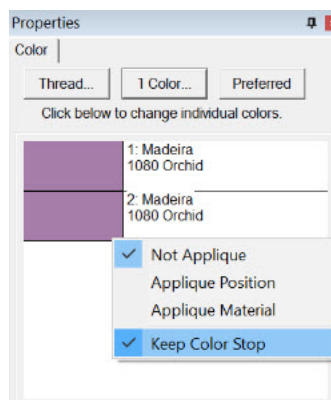 Properties
Color
Thread... 1 Color... Preferred
Click below to change individual colors.
1: Madeira
1080 Orchid
2: Madeira
1080 Orchid
Not Applique
Applique Position
Applique Material
Keep Color Stop